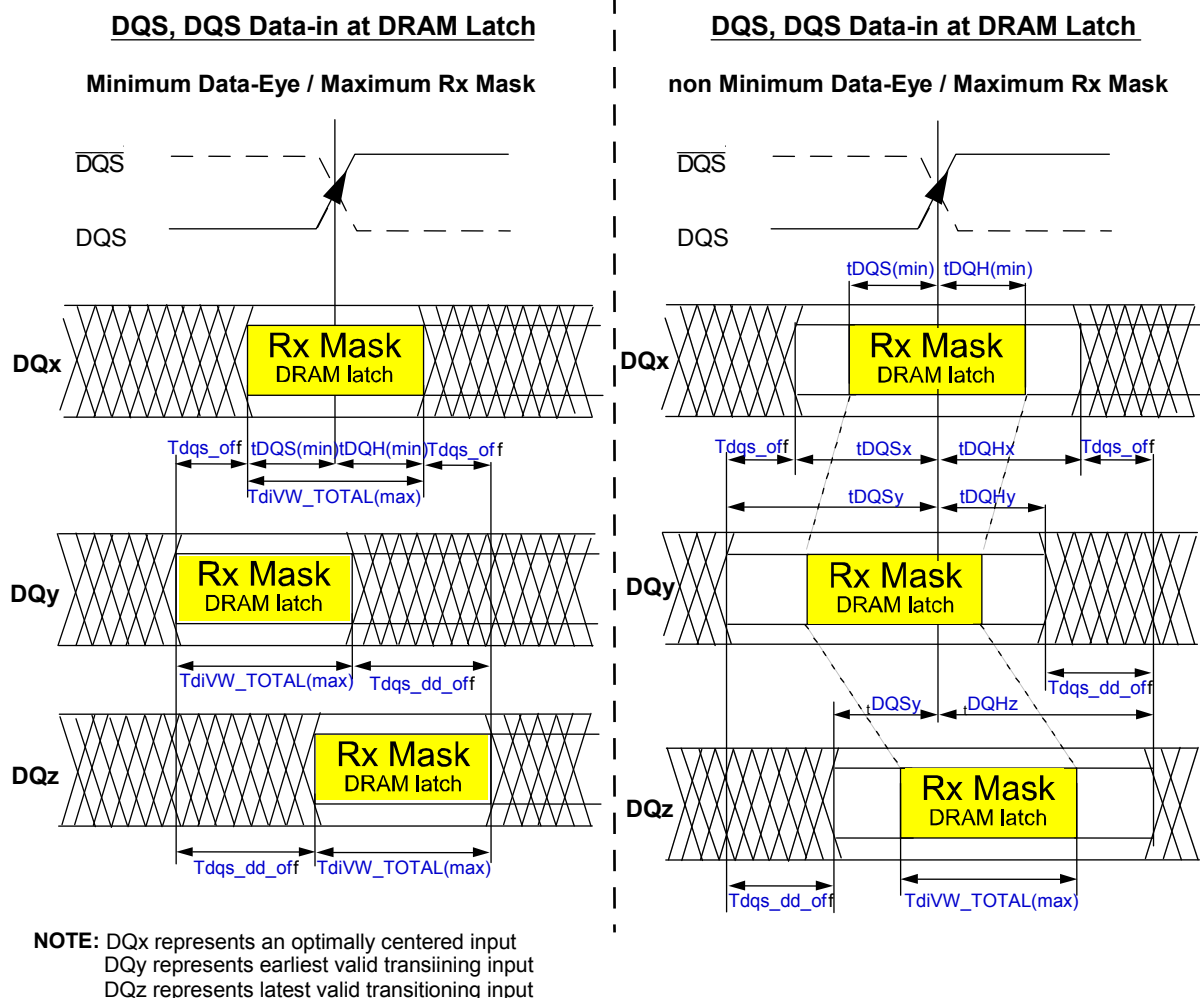 DQS, DQS Data-in at DRAM Latch
Minimum Data-Eye / Maximum Rx Mask
DQS
DQS
DQx
Rx Mask
DRAM latch
Tdqs_off tDQS(min) tDQH(min) Tdqs_off
TdiVW_TOTAL(max)
DQy
Rx Mask
DRAM latch
TdiVW_TOTAL(max) Tdqs_dd_off
DQz
Rx Mask
DRAM latch
Tdqs_dd_off TdiVW_TOTAL(max)
DQS, DQS Data-in at DRAM Latch
non Minimum Data-Eye / Maximum Rx Mask
DQS
DQS
tDQS(min) tDQH(min)
DQx
Rx Mask
DRAM latch
Tdqs_off tDQSx tDQHx Tdqs_off
tDQSy tDQHy
DQy
Rx Mask
DRAM latch
Tdqs_dd_off
tDQSy tDQHz
DQz
Rx Mask
DRAM latch
Tdqs_dd_off TdiVW_TOTAL(max)
NOTE: DQx represents an optimally centered input
DQy represents earliest valid transiining input
DQz represents latest valid transitioning input